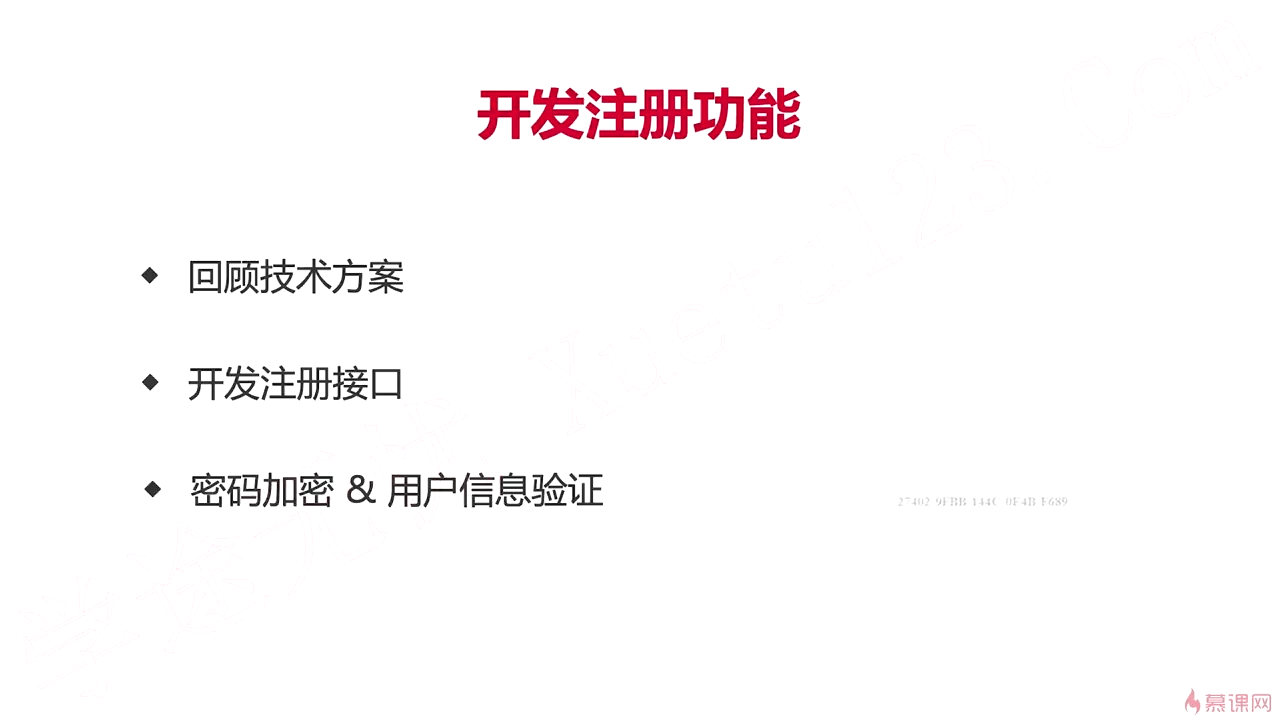 开发注册功能
回顾技术方案
开发注册接口
密码加密 & 用户信息验证
慕课网